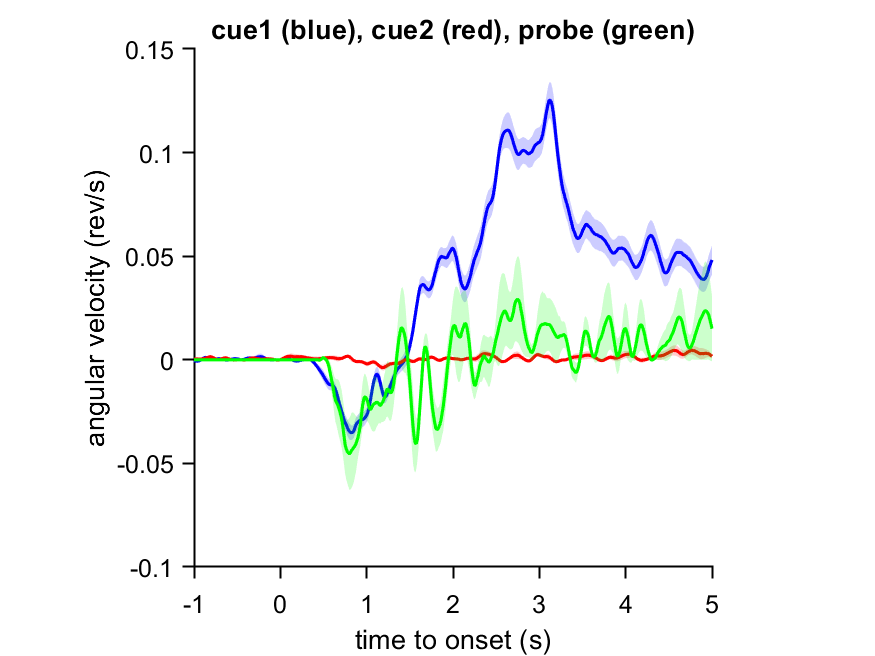 cue1 (blue), cue2 (red), probe (green)
0.15
0.1
0.05
0
-0.05
-0.1
angular velocity (rev/s)
-1 0 1 2 3 4 5
time to onset (s)